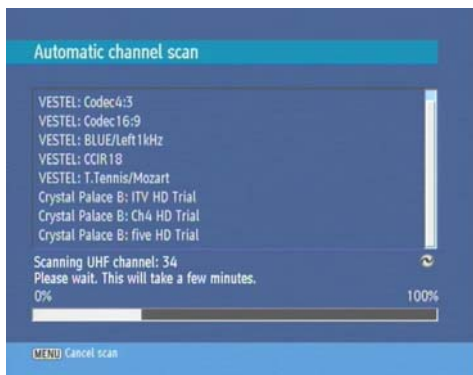 Automatic channel scan
VESTEL: Codec4:3
VESTEL: Codec16:9
VESTEL: BLUE/Left1kHz
VESTEL: CCIR18
VESTEL: T.Tennis/Mozart
Crystal Palace B: ITV HD Trial
Crystal Palace B: Ch4 HD Trial
Crystal Palace B: five HD Trial
Scanning UHF channel: 34
Please wait. This will take a few minutes.
0% 100%
MENU Cancel scan